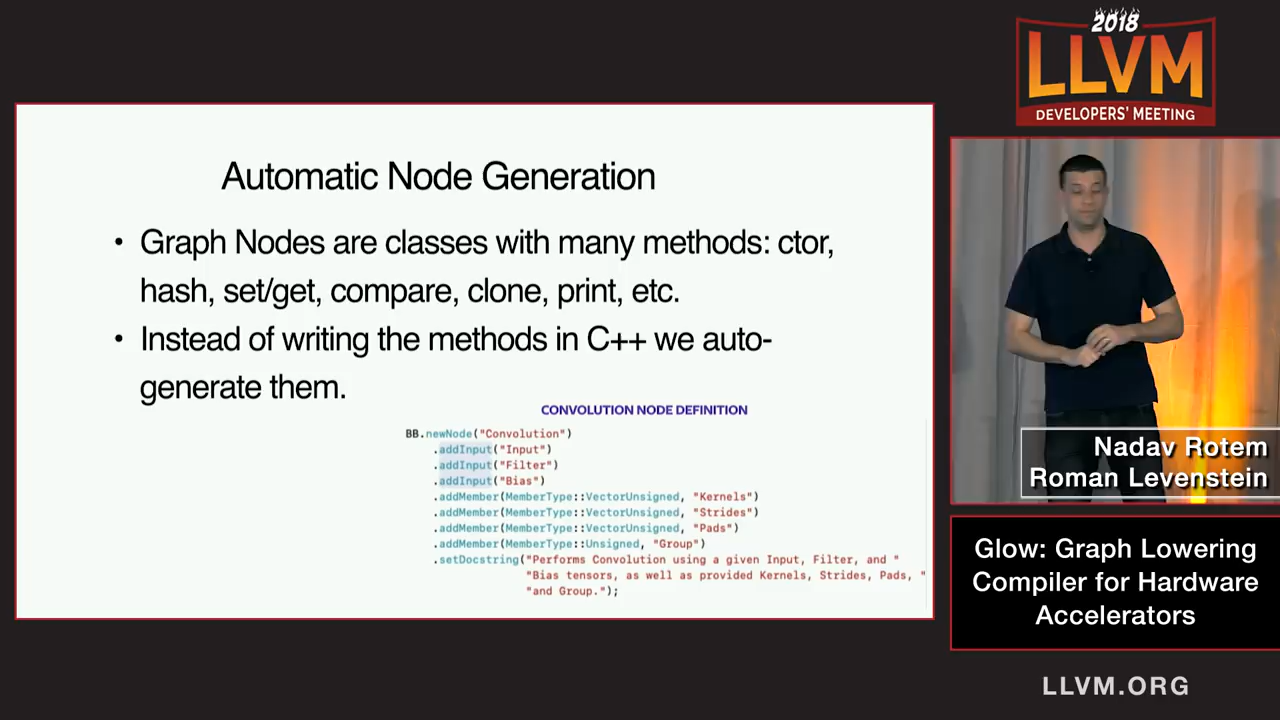 2018
LLVM
DEVELOPERS' MEETING
Automatic Node Generation
• Graph Nodes are classes with many methods: ctor,
hash, set/get, compare, clone, print, etc.
• Instead of writing the methods in C++ we auto-
generate them.
CONVOLUTION NODE DEFINITION
BB.newNode("Convolution")
.addInput("Input")
.addInput("Filter")
.addInput("Bias")
.addMember(MemberType::VectorUnsigned, "Kernels")
.addMember(MemberType::VectorUnsigned, "Strides")
.addMember(MemberType::VectorUnsigned, "Pads")
.addMember(MemberType::Unsigned, "Group")
.setDocstring("Performs Convolution using a given Input, Filter, and "
"Bias tensors, as well as provided Kernels, Strides, Pads, "
"and Group.");
Nadav Rotem
Roman Levenstein
Glow: Graph Lowering
Compiler for Hardware
Accelerators
LLVM.ORG